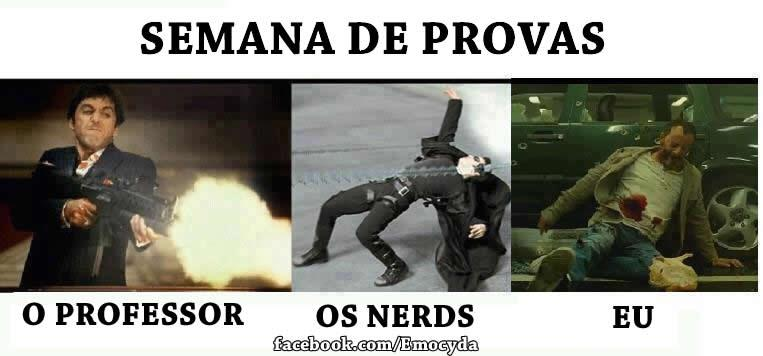 SEMANA DE PROVAS
O PROFESSOR
OS NERDS
EU
facebook.com/Emocyda